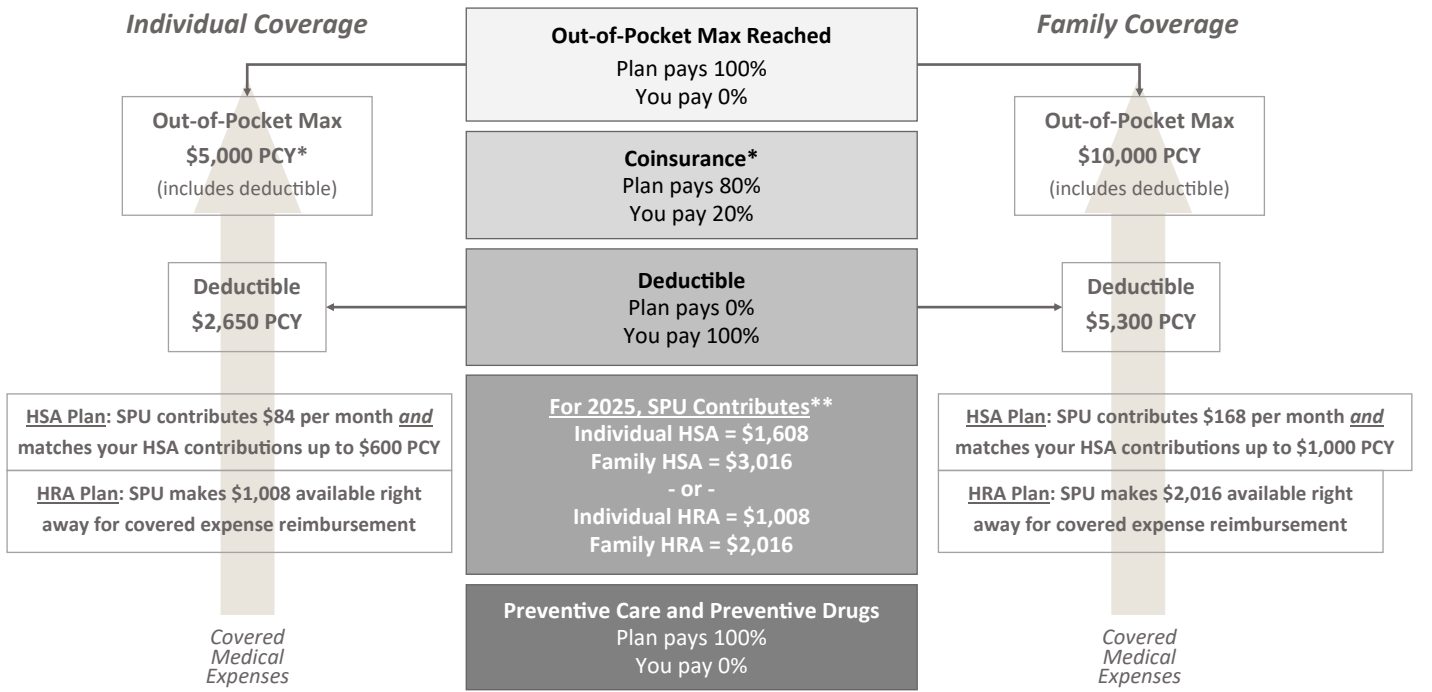 Individual Coverage
Out-of-Pocket Max
$5,000 PCY*
(includes deductible)
Deductible
$2,650 PCY
HSA Plan: SPU contributes $84 per month and
matches your HSA contributions up to $600 PCY
HRA Plan: SPU makes $1,008 available right
away for covered expense reimbursement
Covered
Medical
Expenses
Out-of-Pocket Max Reached
Plan pays 100%
You pay 0%
Coinsurance*
Plan pays 80%
You pay 20%
Deductible
Plan pays 0%
You pay 100%
For 2025, SPU Contributes**
Individual HSA = $1,608
Family HSA = $3,016
- or -
Individual HRA = $1,008
Family HRA = $2,016
Preventive Care and Preventive Drugs
Plan pays 100%
You pay 0%
Family Coverage
Out-of-Pocket Max
$10,000 PCY
(includes deductible)
Deductible
$5,300 PCY
HSA Plan: SPU contributes $168 per month and
matches your HSA contributions up to $1,000 PCY
HRA Plan: SPU makes $2,016 available right
away for covered expense reimbursement
Covered
Medical
Expenses